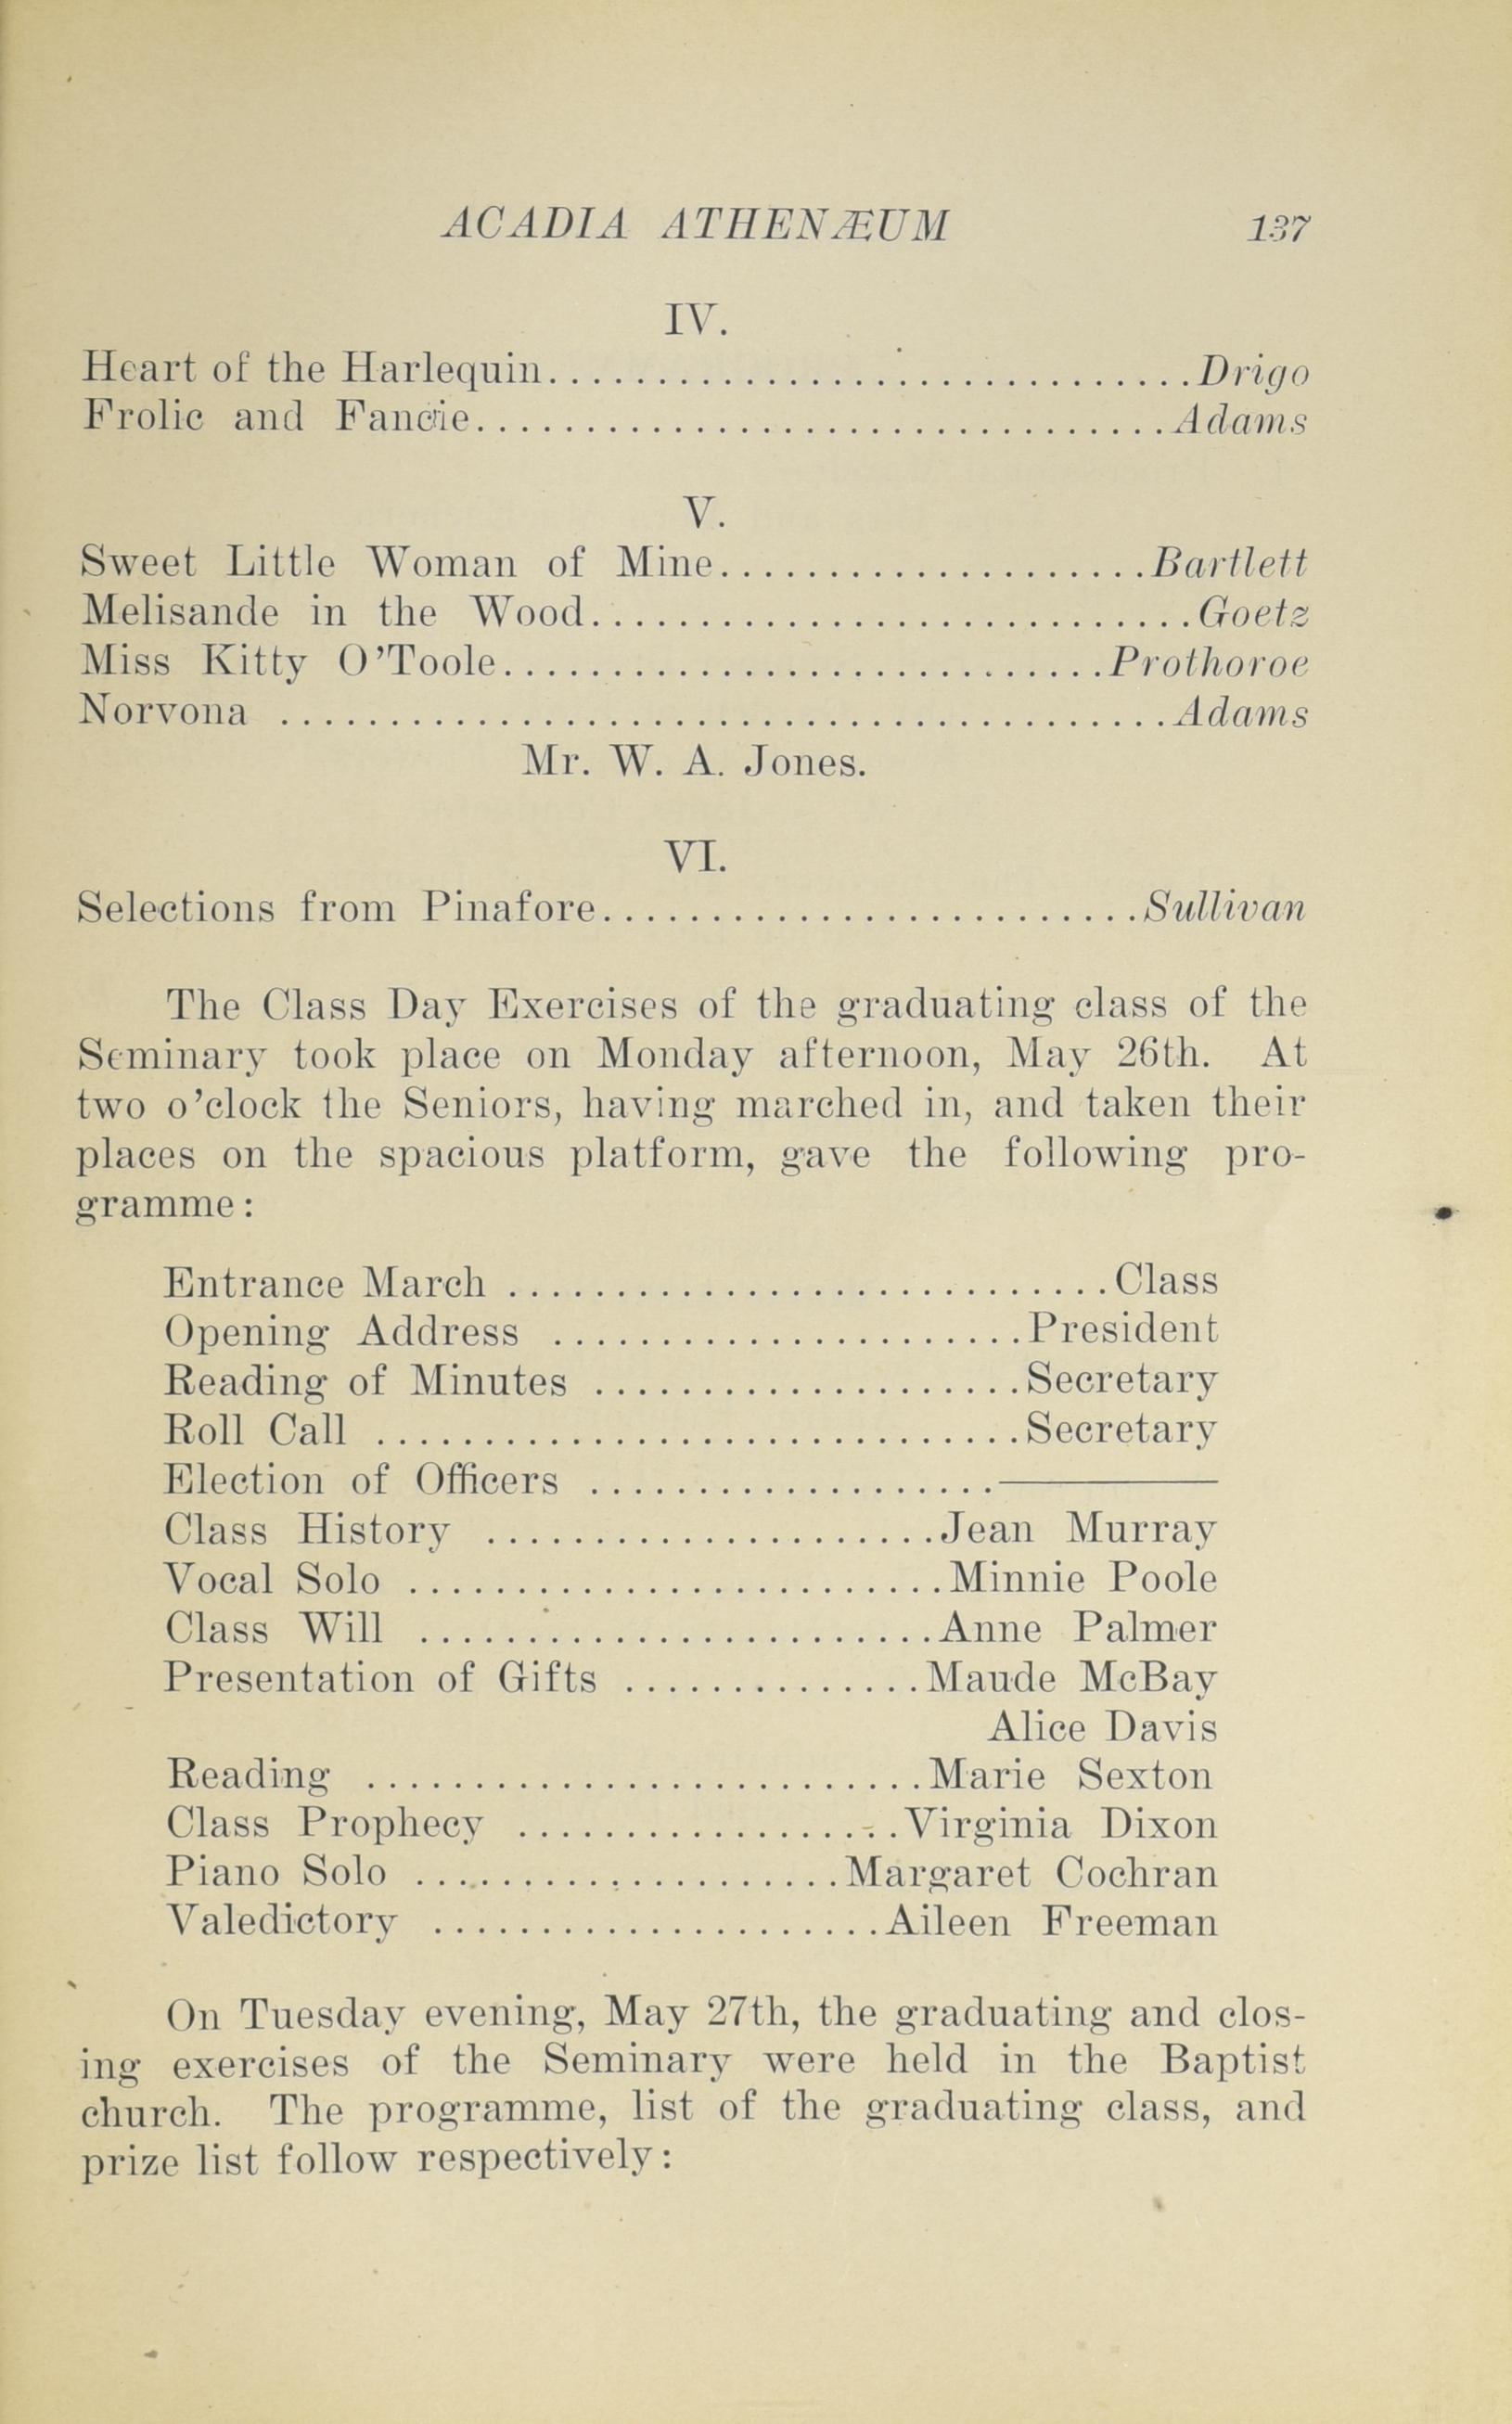 ACADIA ATHENÆUM 137
IV.
Heart of the Harlequin..............................Drigo
Frolic and Fancie................................Adams
V.
Sweet Little Woman of Mine....................Bartlett
Melisande in the Wood............................Goetz
Miss Kitty O'Toole............................Prothoroe
Norvona .........................................Adams
Mr. W. A. Jones.
VI.
Selections from Pinafore.........................Sullivan
The Class Day Exercises of the graduating class of the
Seminary took place on Monday afternoon, May 26th. At
two o'clock the Seniors, having marched in, and taken their
places on the spacious platform, gave the following pro-
gramme:
Entrance March ............................Class
Opening Address ......................President
Reading of Minutes ....................Secretary
Roll Call ..............................Secretary
Election of Officers ...................————
Class History .....................Jean Murray
Vocal Solo .........................Minnie Poole
Class Will ........................Anne Palmer
Presentation of Gifts ..............Maude McBay
Alice Davis
Reading ..........................Marie Sexton
Class Prophecy ..................Virginia Dixon
Piano Solo ....................Margaret Cochran
Valedictory .....................Aileen Freeman
On Tuesday evening, May 27th, the graduating and clos-
ing exercises of the Seminary were held in the Baptist
church. The programme, list of the graduating class, and
prize list follow respectively: